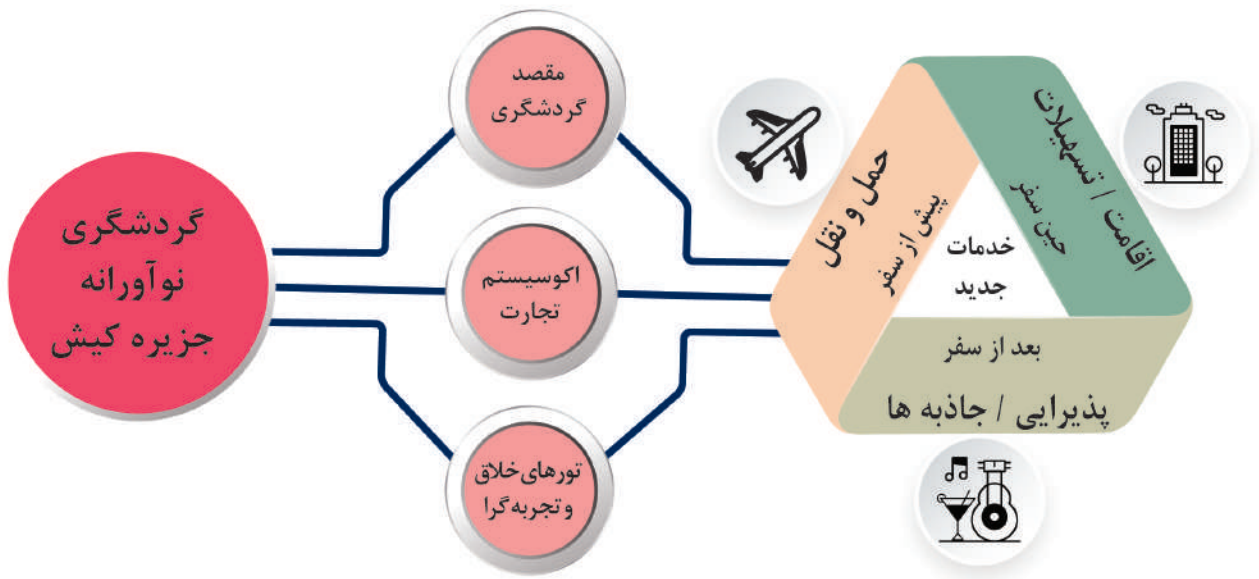 مقصد
گردشگری
گردشگری
نوآورانه
جزیره کیش
اکوسیستم
تجارت
تورهای خلاق
و تجربه گرا
حمل و نقل
پیش از سفر
اقامت / تسهیلات
حین سفر
خدمات
جدید
بعد از سفر
پذیرایی / جاذبه ها